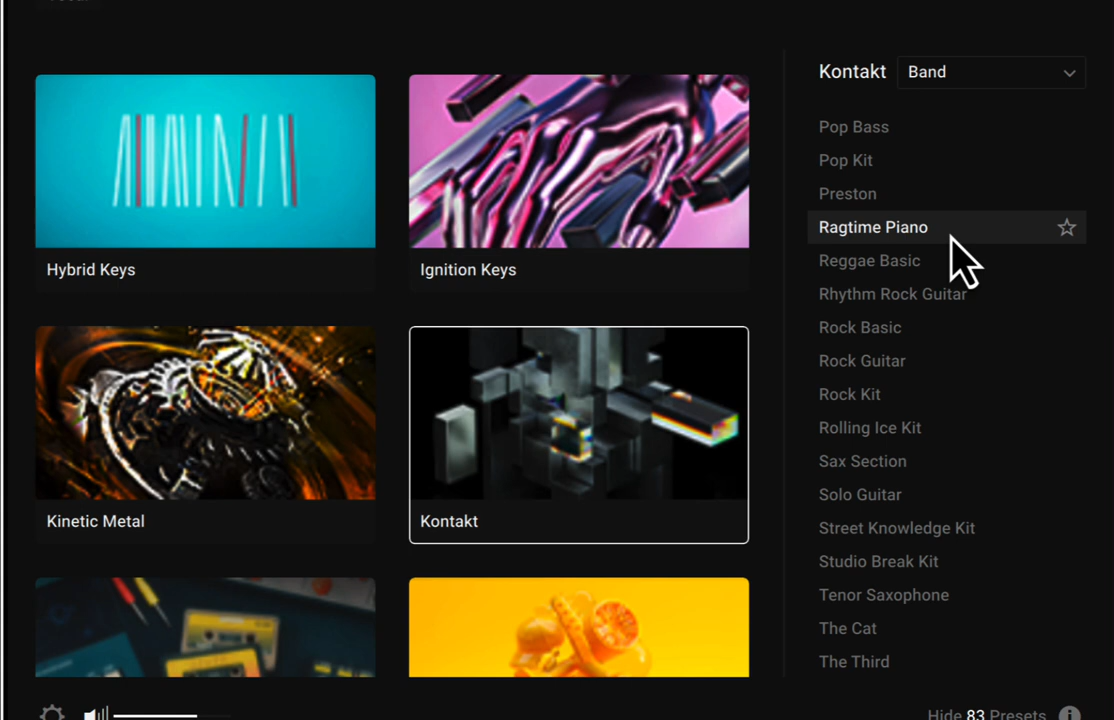 Hybrid Keys
Ignition Keys
Kinetic Metal
Kontakt
Kontakt
Band
Pop Bass
Pop Kit
Preston
Ragtime Piano
Reggae Basic
Rhythm Rock Guitar
Rock Basic
Rock Guitar
Rock Kit
Rolling Ice Kit
Sax Section
Solo Guitar
Street Knowledge Kit
Studio Break Kit
Tenor Saxophone
The Cat
The Third
Hide 83 Presets